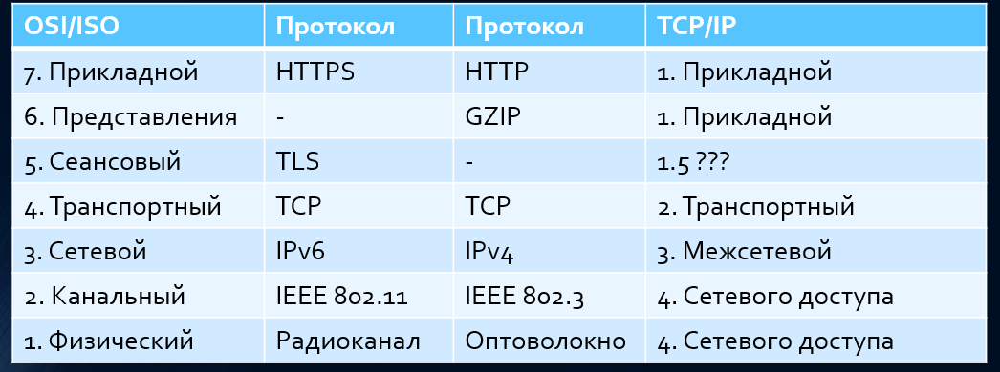 OSI/ISO Протокол Протокол TCP/IP
7. Прикладной HTTPS HTTP 1. Прикладной
6. Представления - GZIP 1. Прикладной
5. Сеансовый TLS - 1.5 ???
4. Транспортный TCP TCP 2. Транспортный
3. Сетевой IPv6 IPv4 3. Межсетевой
2. Канальный IEEE 802.11 IEEE 802.3 4. Сетевого доступа
1. Физический Радиоканал Оптоволокно 4. Сетевого доступа